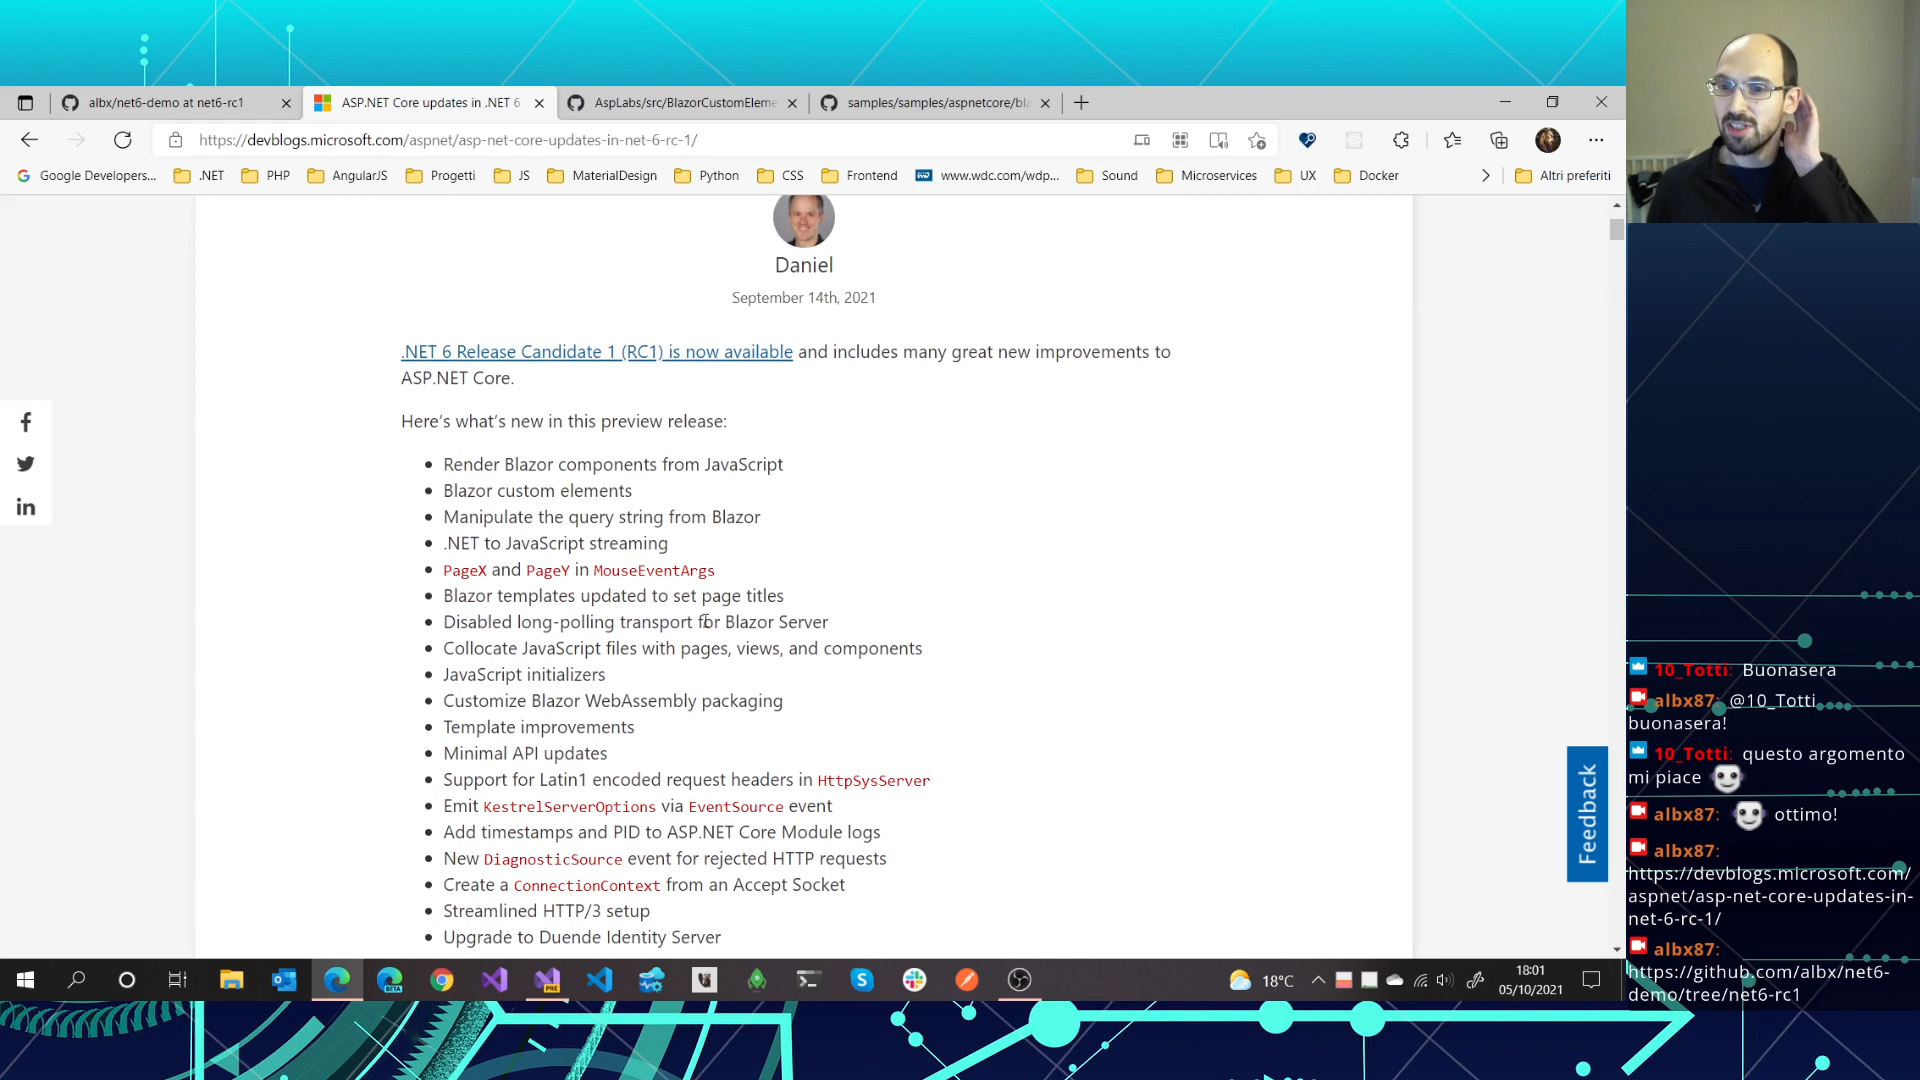 albx/net6-demo at net6-rc1
ASP.NET Core updates in .NET 6
AspLabs/src/BlazorCustomEleme
samples/samples/aspnetcore/bla
https://devblogs.microsoft.com/aspnet/asp-net-core-updates-in-net-6-rc-1/
Google Developers...
.NET
PHP
AngularJS
Progetti
JS
MaterialDesign
Python
CSS
Frontend
www.wdc.com/wdp...
Sound
Microservices
UX
Docker
Altri preferiti
Daniel
September 14th, 2021
.NET 6 Release Candidate 1 (RC1) is now available and includes many great new improvements to
ASP.NET Core.
Here's what's new in this preview release:
Render Blazor components from JavaScript
Blazor custom elements
Manipulate the query string from Blazor
.NET to JavaScript streaming
PageX and PageY in MouseEventArgs
Blazor templates updated to set page titles
Disabled long-polling transport for Blazor Server
Collocate JavaScript files with pages, views, and components
JavaScript initializers
Customize Blazor WebAssembly packaging
Template improvements
Minimal API updates
Support for Latin1 encoded request headers in HttpSysServer
Emit KestrelServerOptions via EventSource event
Add timestamps and PID to ASP.NET Core Module logs
New DiagnosticSource event for rejected HTTP requests
Create a ConnectionContext from an Accept Socket
Streamlined HTTP/3 setup
Upgrade to Duende Identity Server
Feedback
10_Totti: Buonasera
albx87: @10_Totti
buonasera!
10_Totti: questo argomento
mi piace
albx87: ottimo!
albx87:
https://devblogs.microsoft.com/
aspnet/asp-net-core-updates-in-
net-6-rc-1/
albx87:
https://github.com/albx/net6-
demo/tree/net6-rc1
BETA
PRE
18°C
18:01
05/10/2021